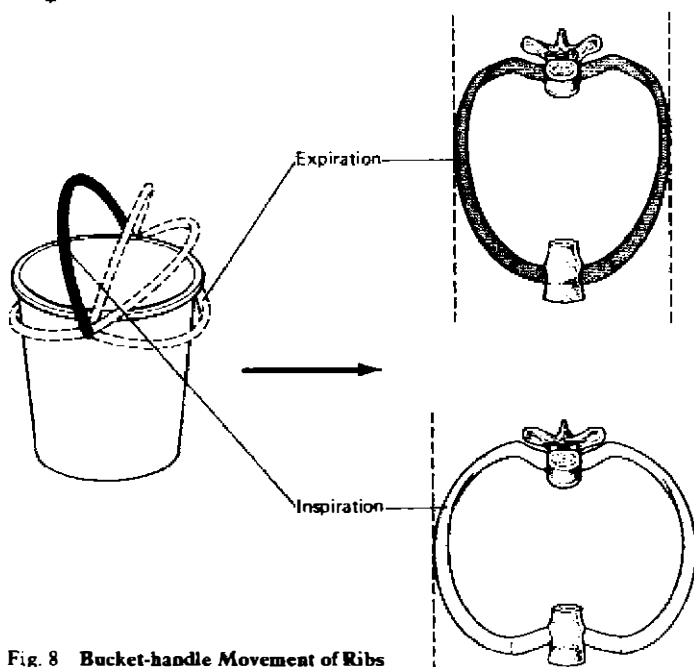 Expiration
Inspiration
Fig. 8 Bucket-handle Movement of Ribs